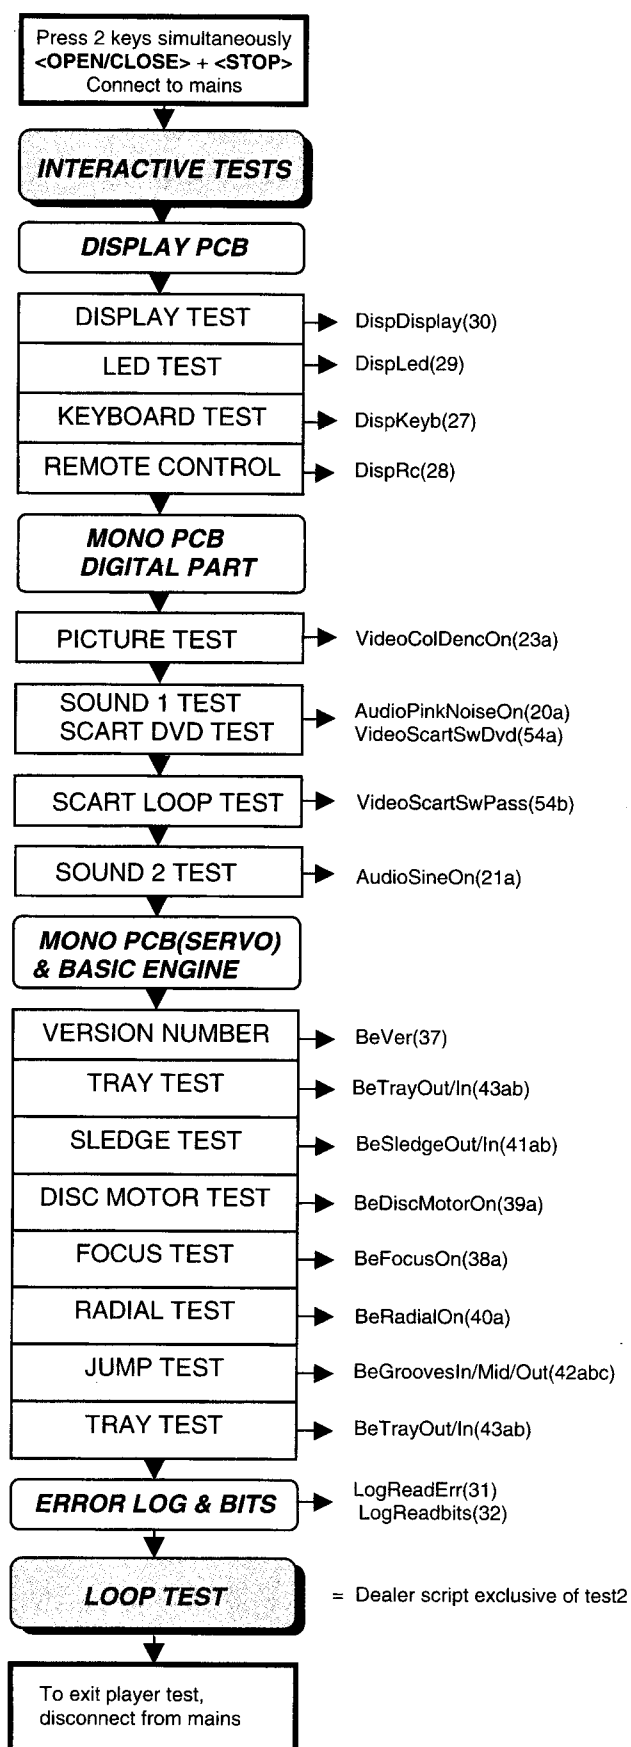 Press 2 keys simultaneously
<OPEN/CLOSE> + <STOP>
Connect to mains
INTERACTIVE TESTS
DISPLAY PCB
DISPLAY TEST
DispDisplay(30)
LED TEST
DispLed(29)
KEYBOARD TEST
DispKeyb(27)
REMOTE CONTROL
DispRc(28)
MONO PCB
DIGITAL PART
PICTURE TEST
VideoColDencOn(23a)
SOUND 1 TEST
SCART DVD TEST
AudioPinkNoiseOn(20a)
VideoScartSwDvd(54a)
SCART LOOP TEST
VideoScartSwPass(54b)
SOUND 2 TEST
AudioSineOn(21a)
MONO PCB(SERVO)
& BASIC ENGINE
VERSION NUMBER
BeVer(37)
TRAY TEST
BeTrayOut/In(43ab)
SLEDGE TEST
BeSledgeOut/In(41ab)
DISC MOTOR TEST
BeDiscMotorOn(39a)
FOCUS TEST
BeFocusOn(38a)
RADIAL TEST
BeRadialOn(40a)
JUMP TEST
BeGroovesIn/Mid/Out(42abc)
TRAY TEST
BeTrayOut/In(43ab)
ERROR LOG & BITS
LogReadErr(31)
LogReadbits(32)
LOOP TEST
= Dealer script exclusive of test2
To exit player test,
disconnect from mains